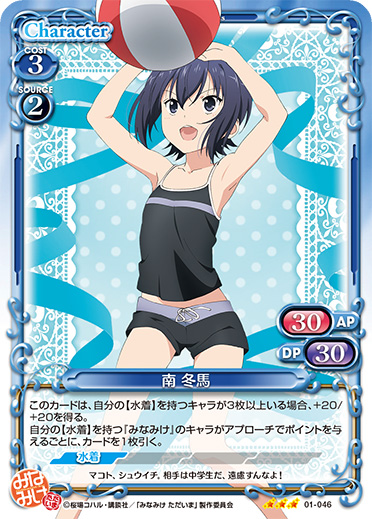 Character
COST
3
SOURCE
2
30 AP
DP 30
南 冬馬
このカードは、自分の【水着】を持つキャラが3枚以上いる場合、+20/
+20を得る。
自分の【水着】を持つ「みなみけ」のキャラがアプローチでポイントを与
えるごとに、カードを1枚引く。
水着
マコト、シュウイチ、相手は中学生だ、遠慮すんなよ!
みなみけ
ただいま
©桜場コハル・講談社/「みなみけ ただいま」製作委員会
01-046